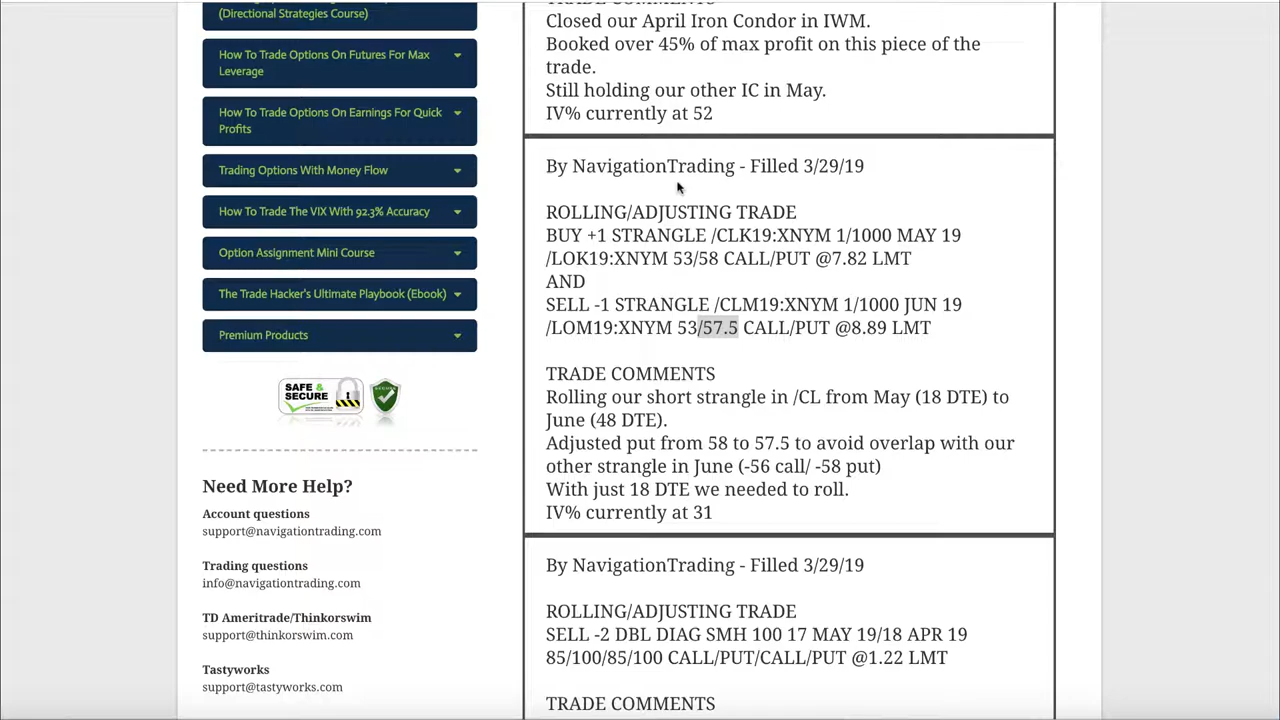 (Directional Strategies Course)
How To Trade Options On Futures For Max
Leverage
How To Trade Options On Earnings For Quick
Profits
Trading Options With Money Flow
How To Trade The VIX With 92.3% Accuracy
Option Assignment Mini Course
The Trade Hacker's Ultimate Playbook (Ebook)
Premium Products
SAFE &
SECURE
Need More Help?
Account questions
support@navigationtrading.com
Trading questions
info@navigationtrading.com
TD Ameritrade/Thinkorswim
support@thinkorswim.com
Tastyworks
support@tastyworks.com
TRADE COMMENTS
Closed our April Iron Condor in IWM.
Booked over 45% of max profit on this piece of the
trade.
Still holding our other IC in May.
IV% currently at 52
By NavigationTrading - Filled 3/29/19
ROLLING/ADJUSTING TRADE
BUY +1 STRANGLE /CLK19:XNYM 1/1000 MAY 19
/LOK19:XNYM 53/58 CALL/PUT @7.82 LMT
AND
SELL -1 STRANGLE /CLM19:XNYM 1/1000 JUN 19
/LOM19:XNYM 53/57.5 CALL/PUT @8.89 LMT
TRADE COMMENTS
Rolling our short strangle in /CL from May (18 DTE) to
June (48 DTE).
Adjusted put from 58 to 57.5 to avoid overlap with our
other strangle in June (-56 call/ -58 put)
With just 18 DTE we needed to roll.
IV% currently at 31
By NavigationTrading - Filled 3/29/19
ROLLING/ADJUSTING TRADE
SELL -2 DBL DIAG SMH 100 17 MAY 19/18 APR 19
85/100/85/100 CALL/PUT/CALL/PUT @1.22 LMT
TRADE COMMENTS